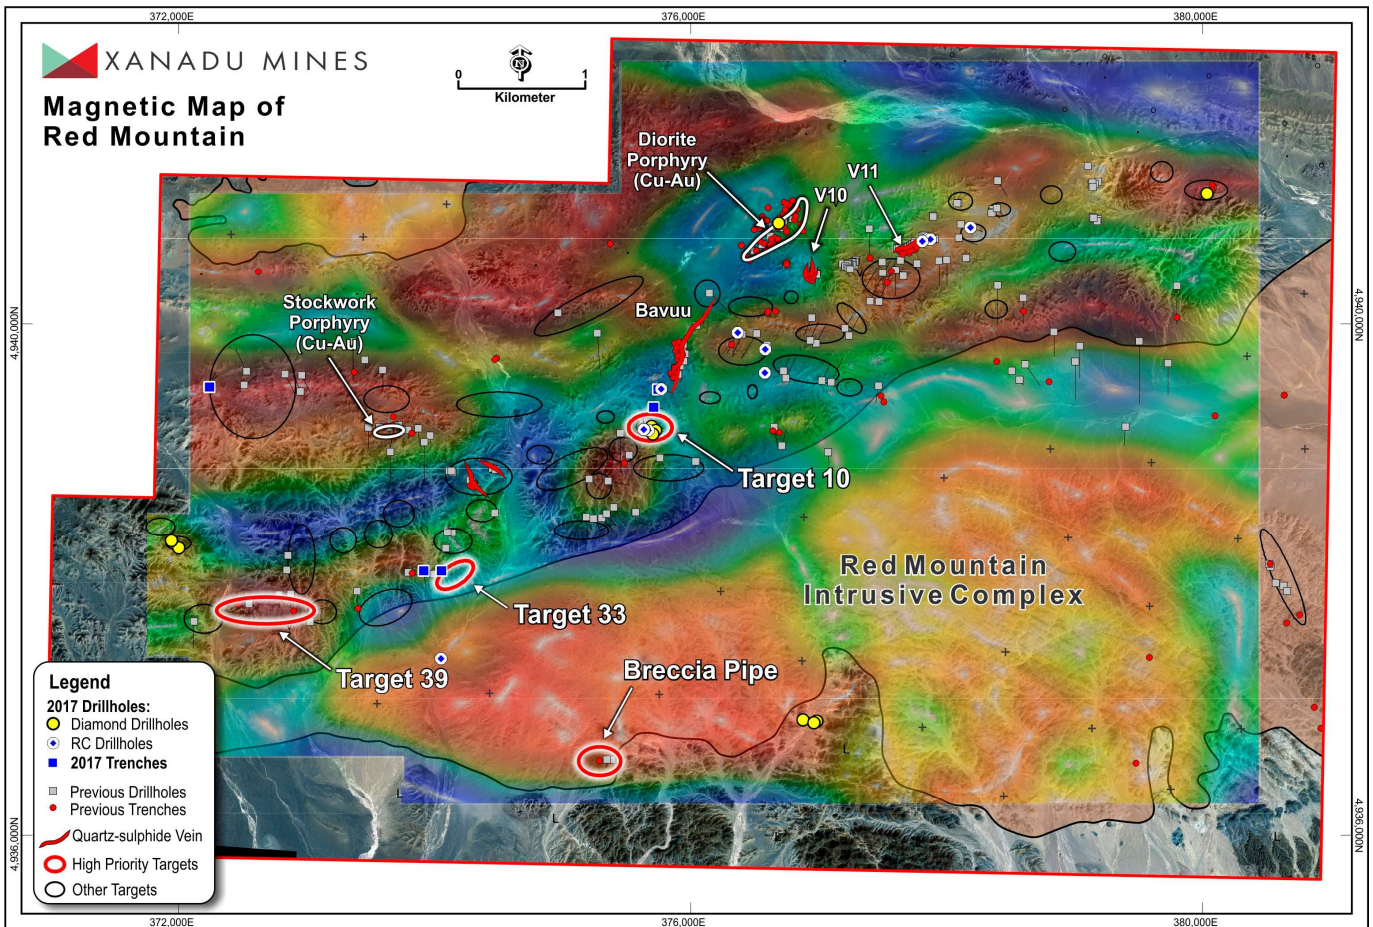 372,000E
376,000E
380,000E
XANADU MINES
Magnetic Map of
Red Mountain
0
1
Kilometer
N
Diorite
Porphyry
(Cu-Au)
V11
V10
Stockwork
Porphyry
(Cu-Au)
Bavuu
4,940,000N
4,940,000N
Target 10
Red Mountain
Intrusive Complex
Target 33
Target 39
Breccia Pipe
Legend
2017 Drillholes:
Diamond Drillholes
RC Drillholes
2017 Trenches
Previous Drillholes
Previous Trenches
Quartz-sulphide Vein
High Priority Targets
Other Targets
L
L
L
L
4,936,000N
4,936,000N
372,000E
376,000E
380,000E